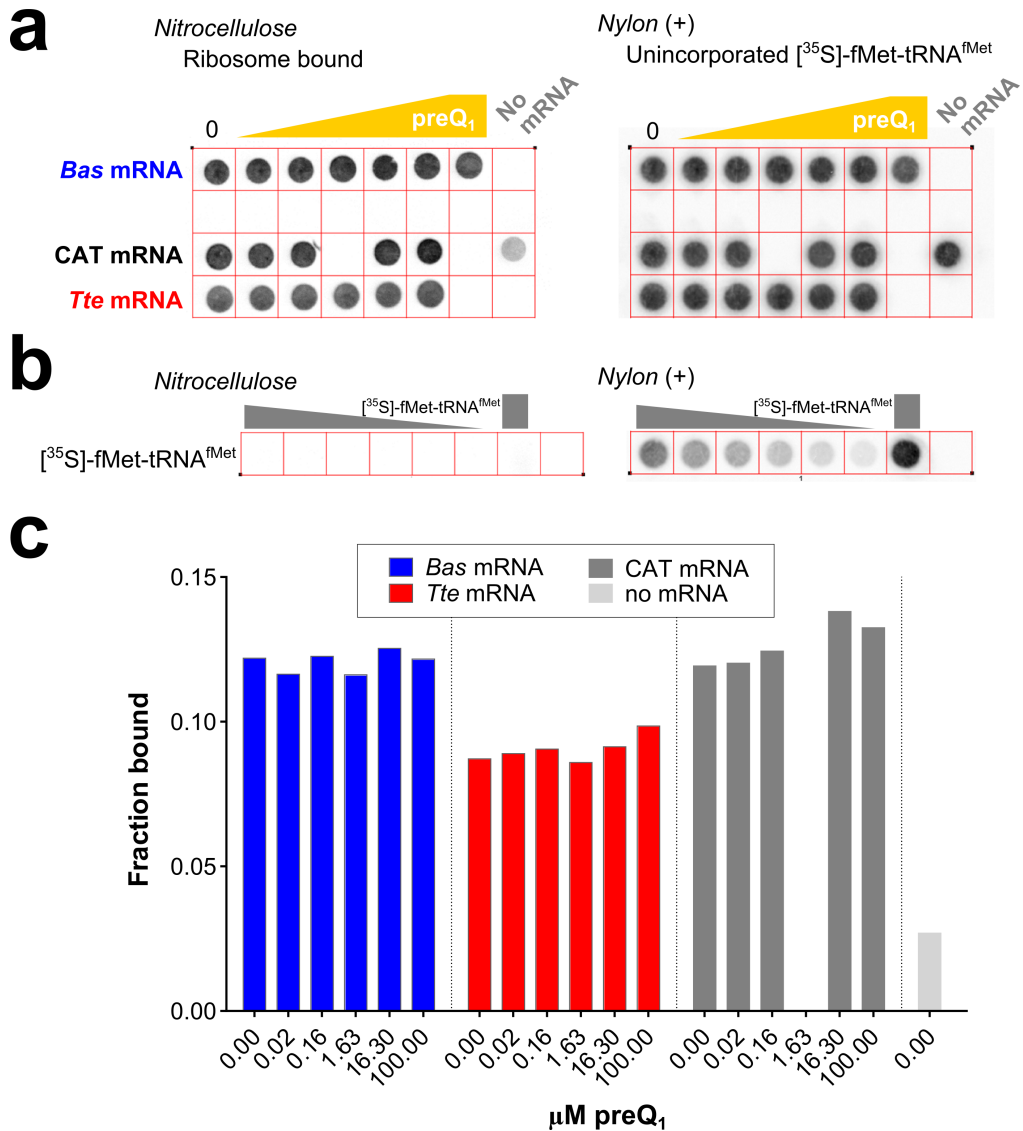 a
Nitrocellulose
Ribosome bound
Nylon (+)
Unincorporated [³⁵S]-fMet-tRNAᶠᴹᵉᵗ
0
preQ₁
No mRNA
0
preQ₁
No mRNA
Bas mRNA
CAT mRNA
Tte mRNA
b
Nitrocellulose
Nylon (+)
[³⁵S]-fMet-tRNAᶠᴹᵉᵗ
[³⁵S]-fMet-tRNAᶠᴹᵉᵗ
[³⁵S]-fMet-tRNAᶠᴹᵉᵗ
1
c
Bas mRNA
CAT mRNA
Tte mRNA
no mRNA
Fraction bound
0.15
0.10
0.05
0.00
0.00 0.02 0.16 1.63 16.30 100.00 0.00 0.02 0.16 1.63 16.30 100.00 0.00 0.02 0.16 1.63 16.30 100.00 0.00
µM preQ₁